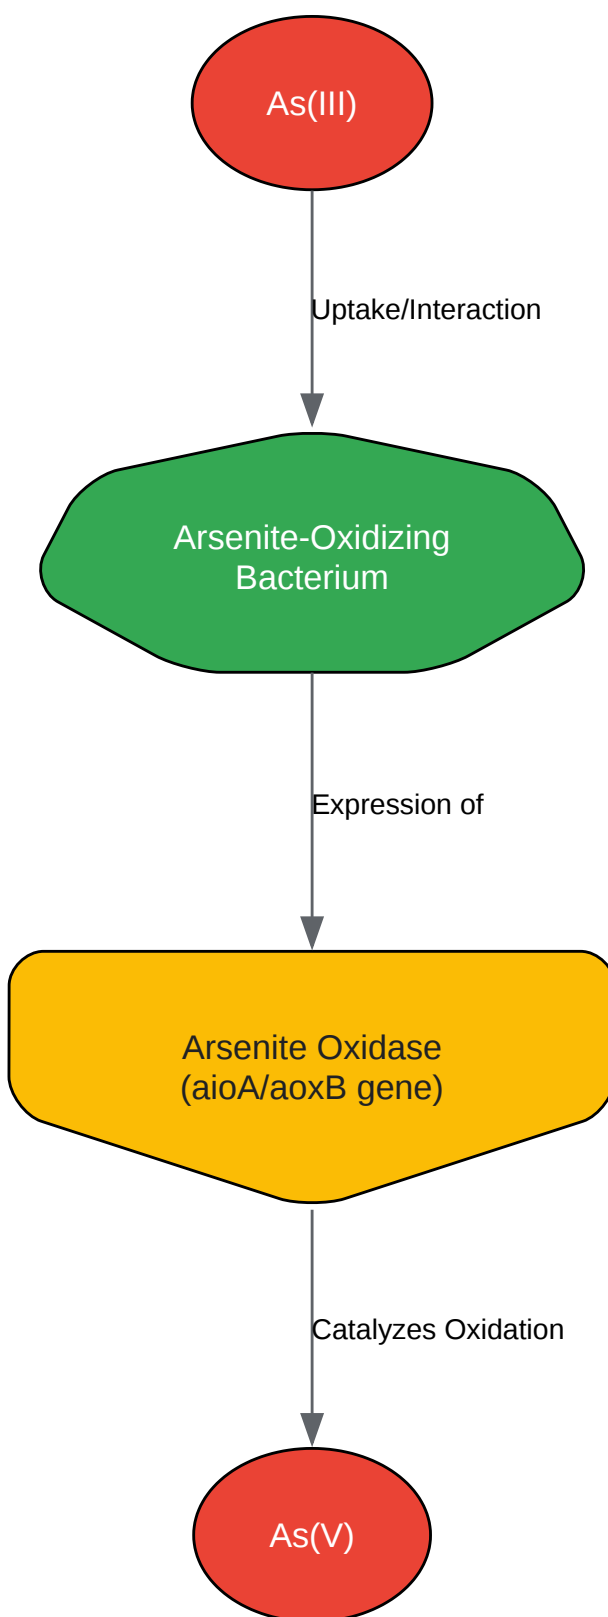 As(III)
Uptake/Interaction
Arsenite-Oxidizing
Bacterium
Expression of
Arsenite Oxidase
(aioA/aoxB gene)
Catalyzes Oxidation
As(V)